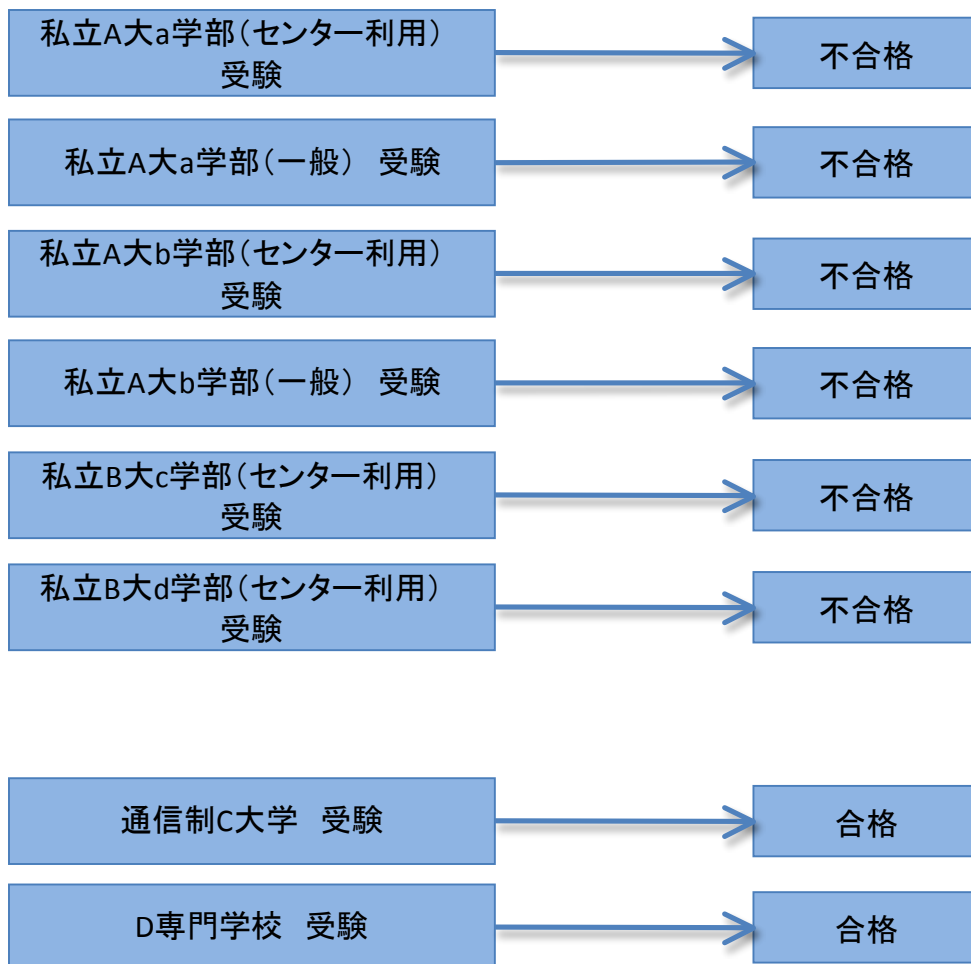 私立A大a学部（センター利用）
受験
不合格
私立A大a学部（一般）　受験
不合格
私立A大b学部（センター利用）
受験
不合格
私立A大b学部（一般）　受験
不合格
私立B大c学部（センター利用）
受験
不合格
私立B大d学部（センター利用）
受験
不合格
通信制C大学　受験
合格
D専門学校　受験
合格